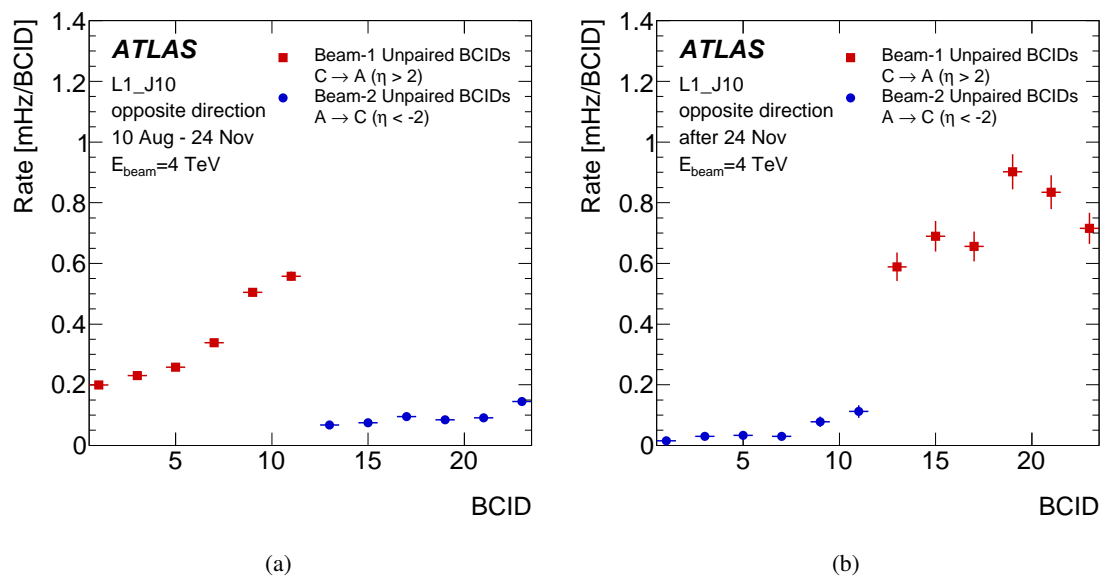 1.4
1.2
1
0.8
0.6
0.4
0.2
0
Rate [mHz/BCID]
ATLAS
L1_J10
opposite direction
10 Aug - 24 Nov
E_beam=4 TeV
Beam-1 Unpaired BCIDs
C → A (η > 2)
Beam-2 Unpaired BCIDs
A → C (η < -2)
5 10 15 20
BCID
(a)
1.4
1.2
1
0.8
0.6
0.4
0.2
0
Rate [mHz/BCID]
ATLAS
L1_J10
opposite direction
after 24 Nov
E_beam=4 TeV
Beam-1 Unpaired BCIDs
C → A (η > 2)
Beam-2 Unpaired BCIDs
A → C (η < -2)
5 10 15 20
BCID
(b)